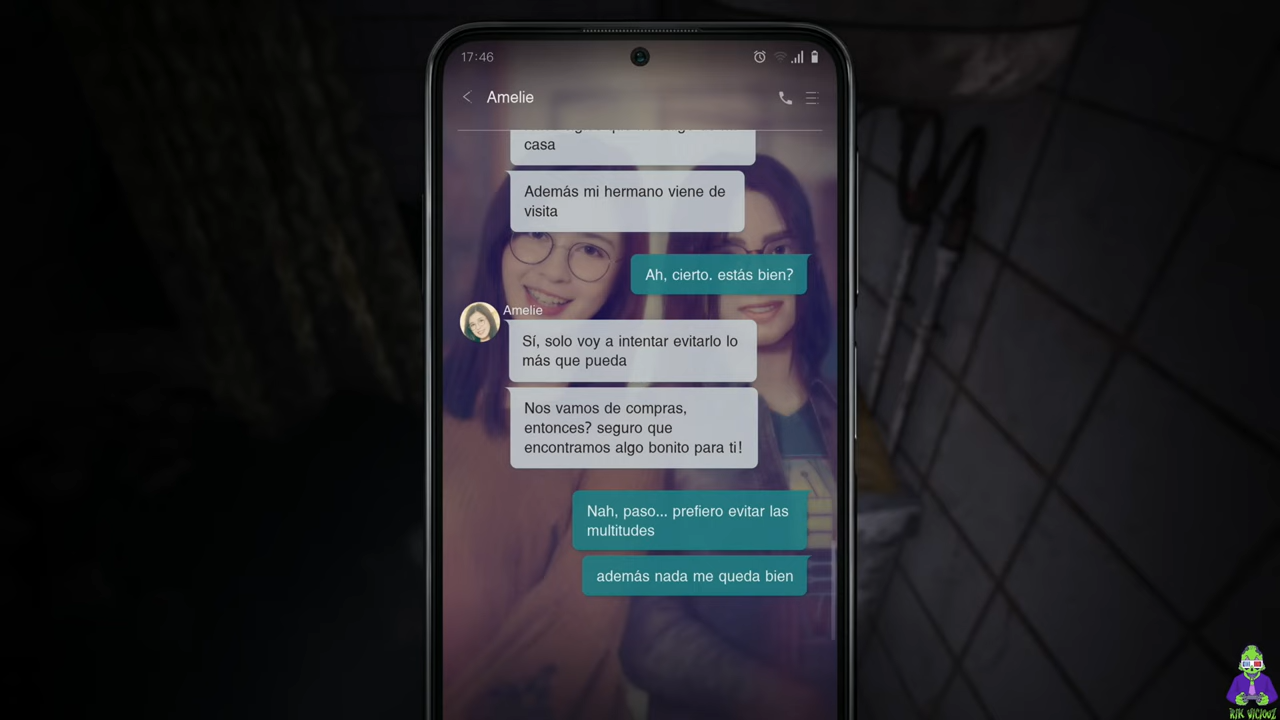 17:46
Amelie
casa
Además mi hermano viene de
visita
Ah, cierto. estás bien?
Amelie
Sí, solo voy a intentar evitarlo lo
más que pueda
Nos vamos de compras,
entonces? seguro que
encontramos algo bonito para ti!
Nah, paso... prefiero evitar las
multitudes
además nada me queda bien
RIK VICIOUZ